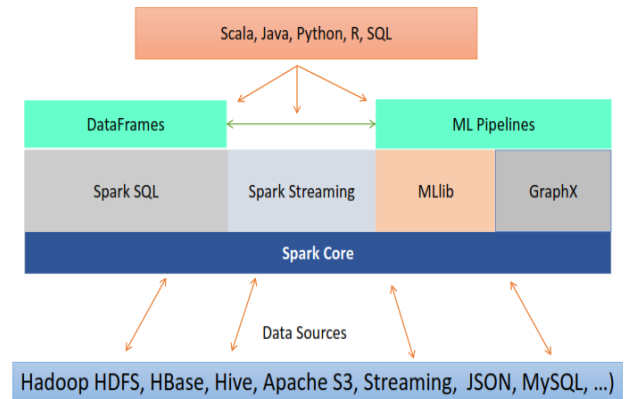 Scala, Java, Python, R, SQL
DataFrames
ML Pipelines
Spark SQL
Spark Streaming
MLlib
GraphX
Spark Core
Data Sources
Hadoop HDFS, HBase, Hive, Apache S3, Streaming, JSON, MySQL, ...)